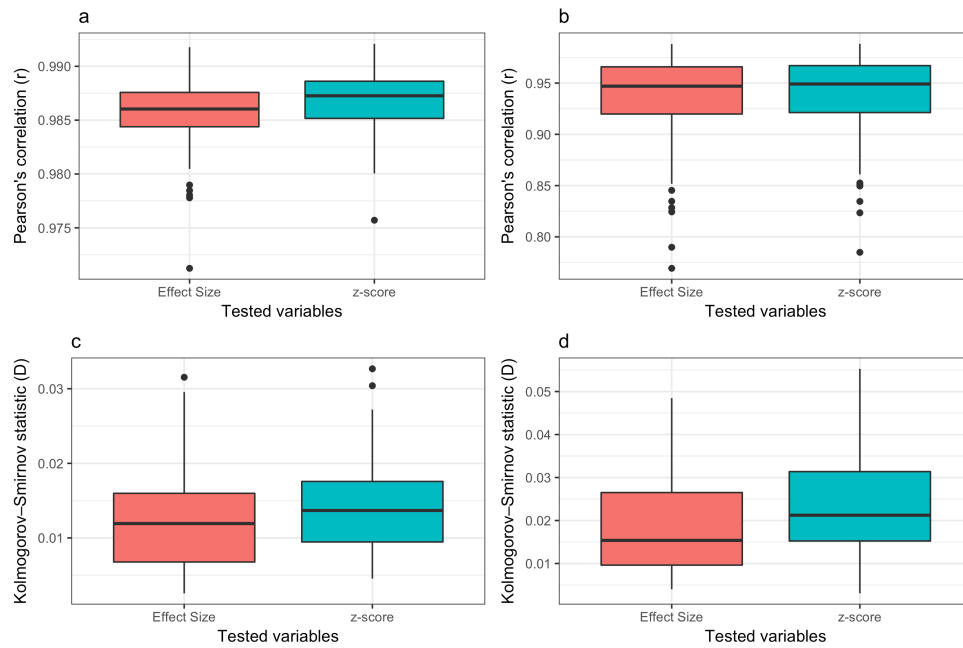 a
Pearson's correlation (r)
0.990
0.985
0.980
0.975
Effect Size
z-score
Tested variables
b
Pearson's correlation (r)
0.95
0.90
0.85
0.80
Effect Size
z-score
Tested variables
c
Kolmogorov–Smirnov statistic (D)
0.03
0.02
0.01
Effect Size
z-score
Tested variables
d
Kolmogorov–Smirnov statistic (D)
0.05
0.04
0.03
0.02
0.01
Effect Size
z-score
Tested variables